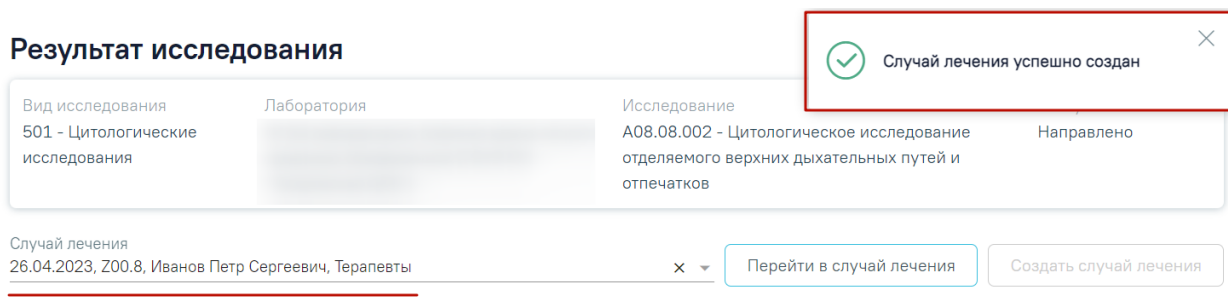 Результат исследования
Случай лечения успешно создан
Вид исследования
501 - Цитологические
исследования
Лаборатория
Исследование
A08.08.002 - Цитологическое исследование
отделяемого верхних дыхательных путей и
отпечатков
Направлено
Случай лечения
26.04.2023, Z00.8, Иванов Петр Сергеевич, Терапевты
Перейти в случай лечения
Создать случай лечения